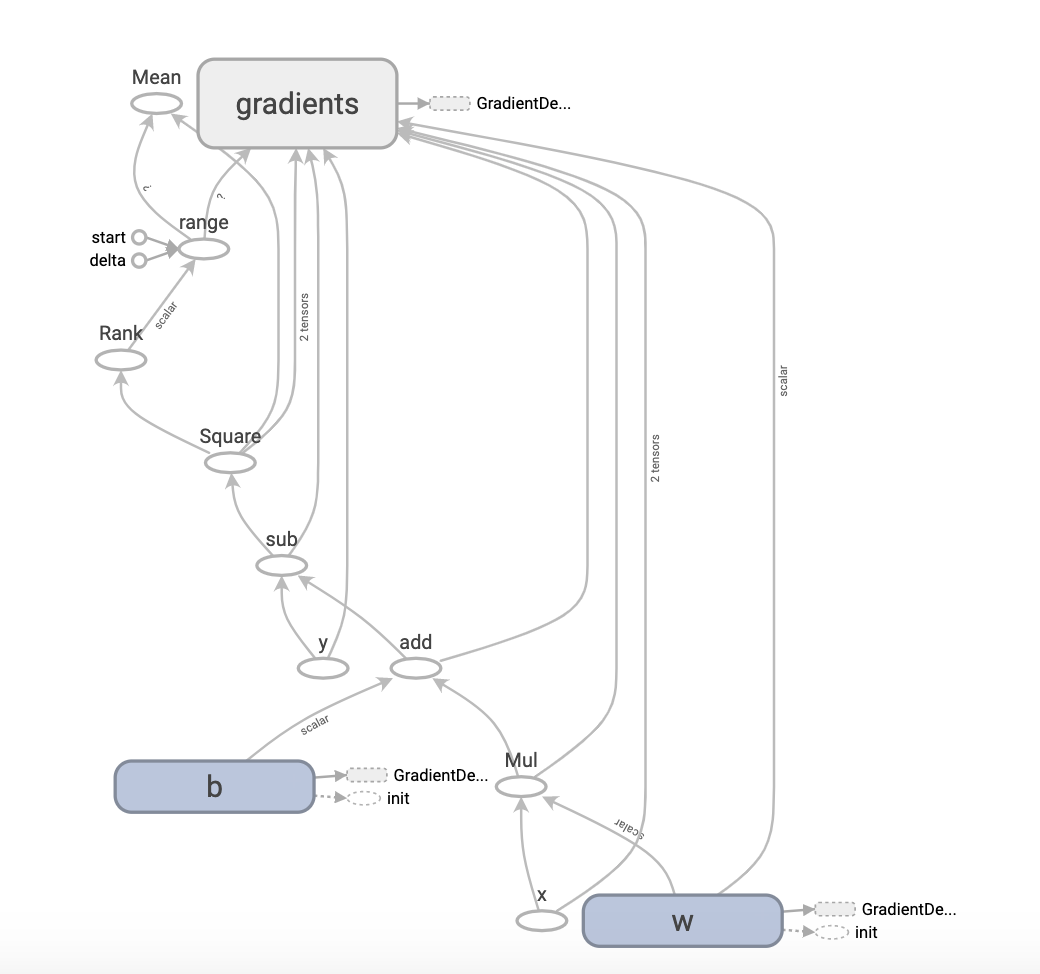 Mean
gradients
GradientDe...
?
?
range
start
delta
scalar
Rank
2 tensors
scalar
Square
2 tensors
sub
y
add
scalar
b
GradientDe...
init
Mul
scalar
x
w
GradientDe...
init